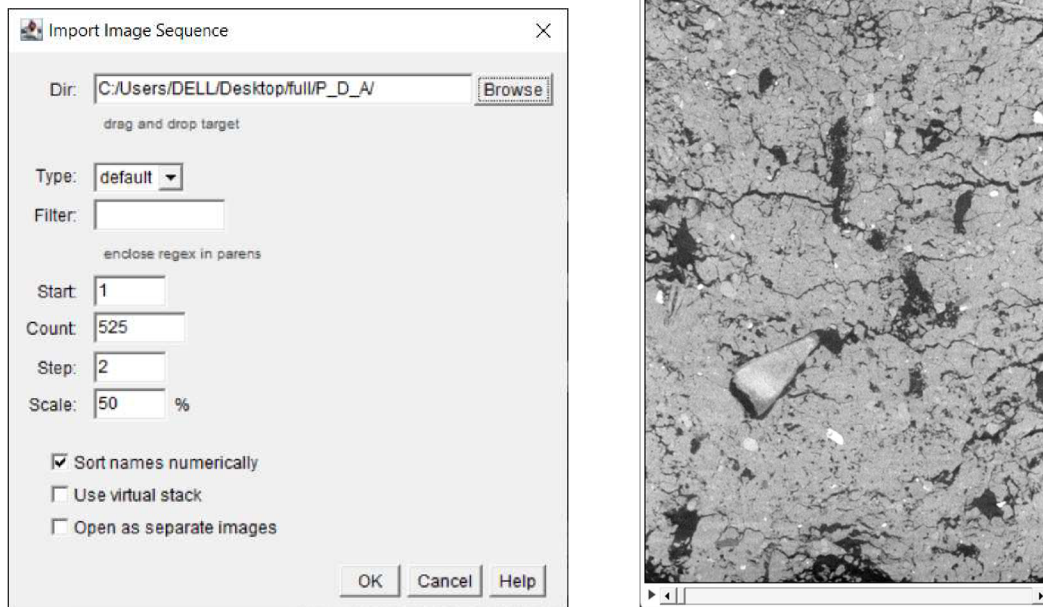 Import Image Sequence
Dir: C:/Users/DELL/Desktop/full/P_D_A/ Browse
drag and drop target
Type: default
Filter:
enclose regex in parens
Start: 1
Count: 525
Step: 2
Scale: 50 %
Sort names numerically
Use virtual stack
Open as separate images
OK Cancel Help